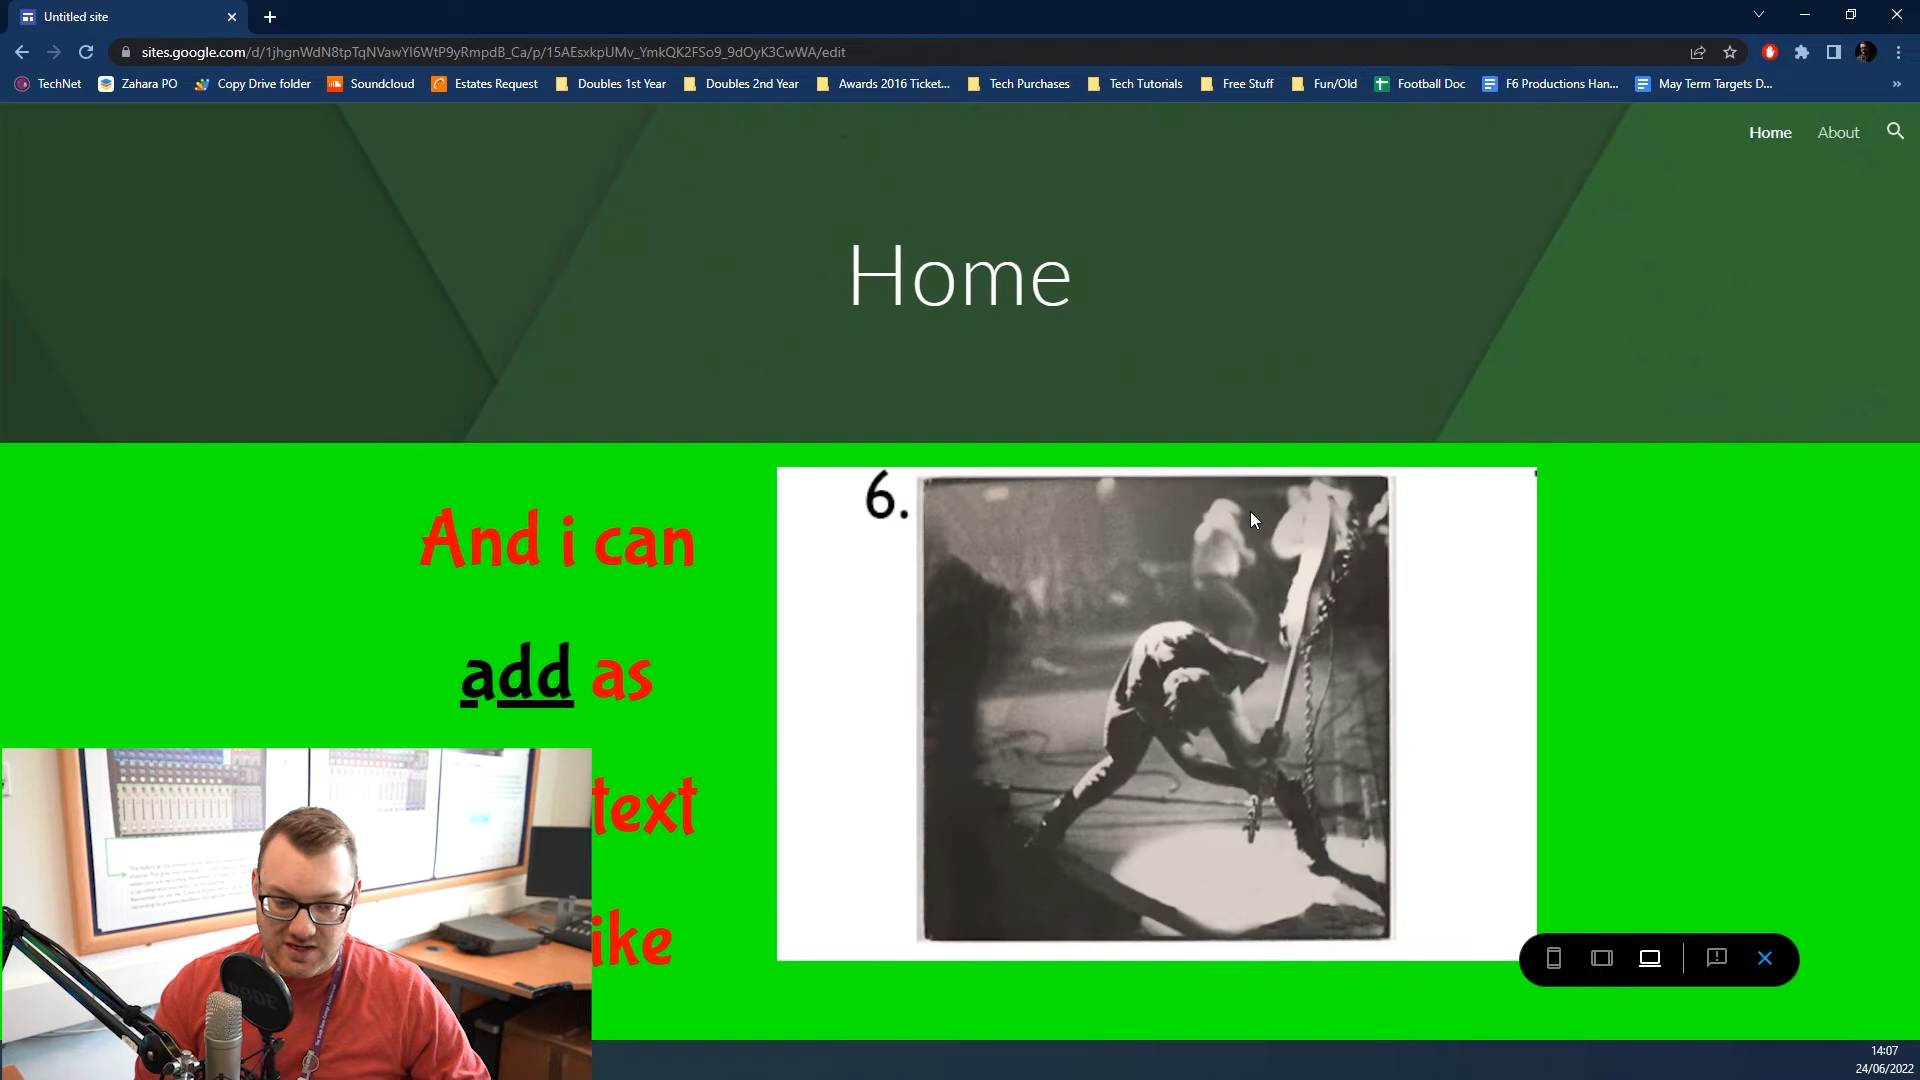 Untitled site
sites.google.com/d/1jhgnWdN8tpTqNVawYI6WtP9yRmpdB_Ca/p/15AEsxkpUMv_YmkQK2FSo9_9dOyK3CwWA/edit
TechNet
Zahara PO
Copy Drive folder
Soundcloud
Estates Request
Doubles 1st Year
Doubles 2nd Year
Awards 2016 Ticket...
Tech Purchases
Tech Tutorials
Free Stuff
Fun/Old
Football Doc
F6 Productions Han...
May Term Targets D...
Home
About
Home
And i can
add as
text
ike
6.
RODE
14:07
24/06/2022